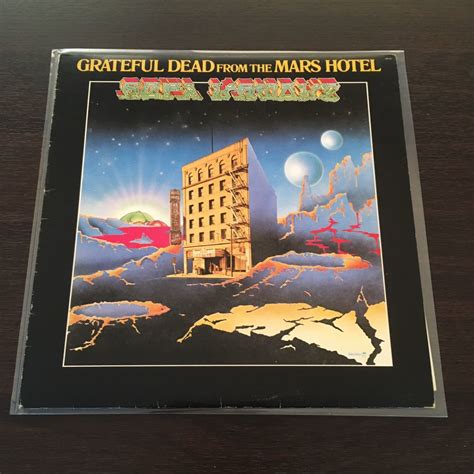 GRATEFUL DEAD FROM THE MARS HOTEL